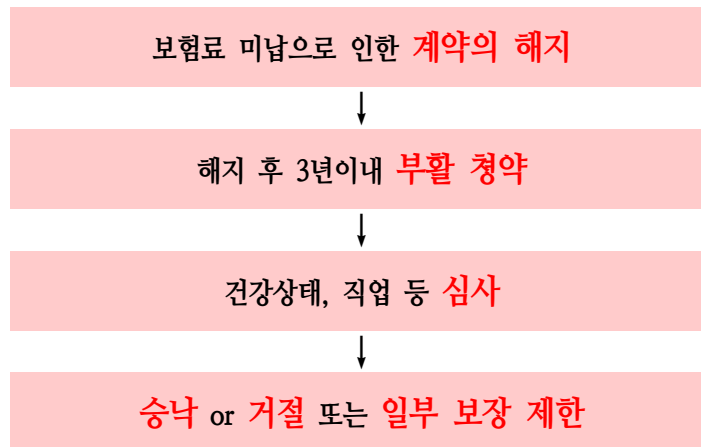 보험료 미납으로 인한 계약의 해지
해지 후 3년이내 부활 청약
건강상태, 직업 등 심사
승낙 or 거절 또는 일부 보장 제한